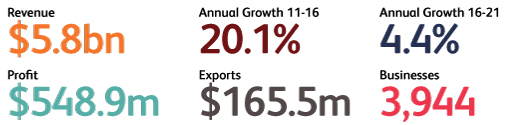 Revenue Annual Growth 11-16 Annual Growth 16-21
$5.8bn 20.1% 4.4%
Profit Exports Businesses
$548.9m $165.5m 3,944